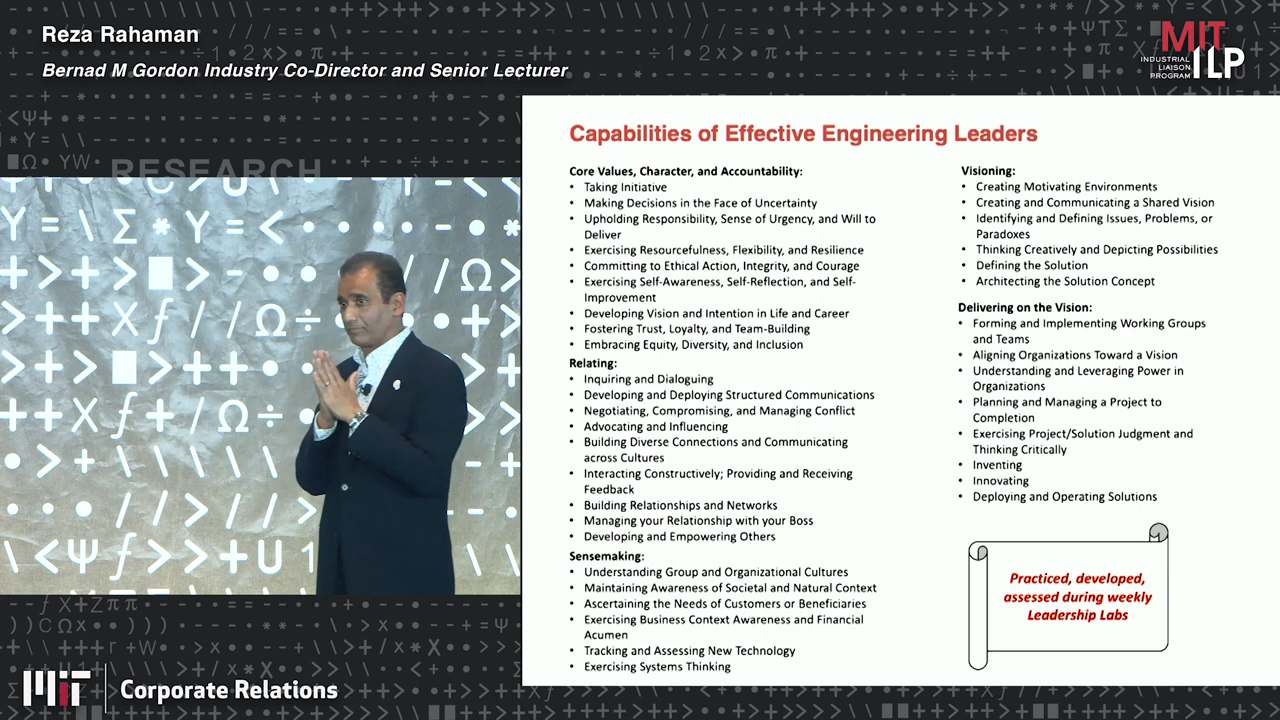 Reza Rahaman
Bernad M Gordon Industry Co-Director and Senior Lecturer
MIT
INDUSTRIAL
LIAISON
PROGRAM
ILP
RESEARCH
Capabilities of Effective Engineering Leaders
Core Values, Character, and Accountability:
• Taking Initiative
• Making Decisions in the Face of Uncertainty
• Upholding Responsibility, Sense of Urgency, and Will to
Deliver
• Exercising Resourcefulness, Flexibility, and Resilience
• Committing to Ethical Action, Integrity, and Courage
• Exercising Self-Awareness, Self-Reflection, and Self-
Improvement
• Developing Vision and Intention in Life and Career
• Fostering Trust, Loyalty, and Team-Building
• Embracing Equity, Diversity, and Inclusion
Relating:
• Inquiring and Dialoguing
• Developing and Deploying Structured Communications
• Negotiating, Compromising, and Managing Conflict
• Advocating and Influencing
• Building Diverse Connections and Communicating
across Cultures
• Interacting Constructively; Providing and Receiving
Feedback
• Building Relationships and Networks
• Managing your Relationship with your Boss
• Developing and Empowering Others
Sensemaking:
• Understanding Group and Organizational Cultures
• Maintaining Awareness of Societal and Natural Context
• Ascertaining the Needs of Customers or Beneficiaries
• Exercising Business Context Awareness and Financial
Acumen
• Tracking and Assessing New Technology
• Exercising Systems Thinking
Visioning:
• Creating Motivating Environments
• Creating and Communicating a Shared Vision
• Identifying and Defining Issues, Problems, or
Paradoxes
• Thinking Creatively and Depicting Possibilities
• Defining the Solution
• Architecting the Solution Concept
Delivering on the Vision:
• Forming and Implementing Working Groups
and Teams
• Aligning Organizations Toward a Vision
• Understanding and Leveraging Power in
Organizations
• Planning and Managing a Project to
Completion
• Exercising Project/Solution Judgment and
Thinking Critically
• Inventing
• Innovating
• Deploying and Operating Solutions
Practiced, developed,
assessed during weekly
Leadership Labs
MIT
Corporate Relations